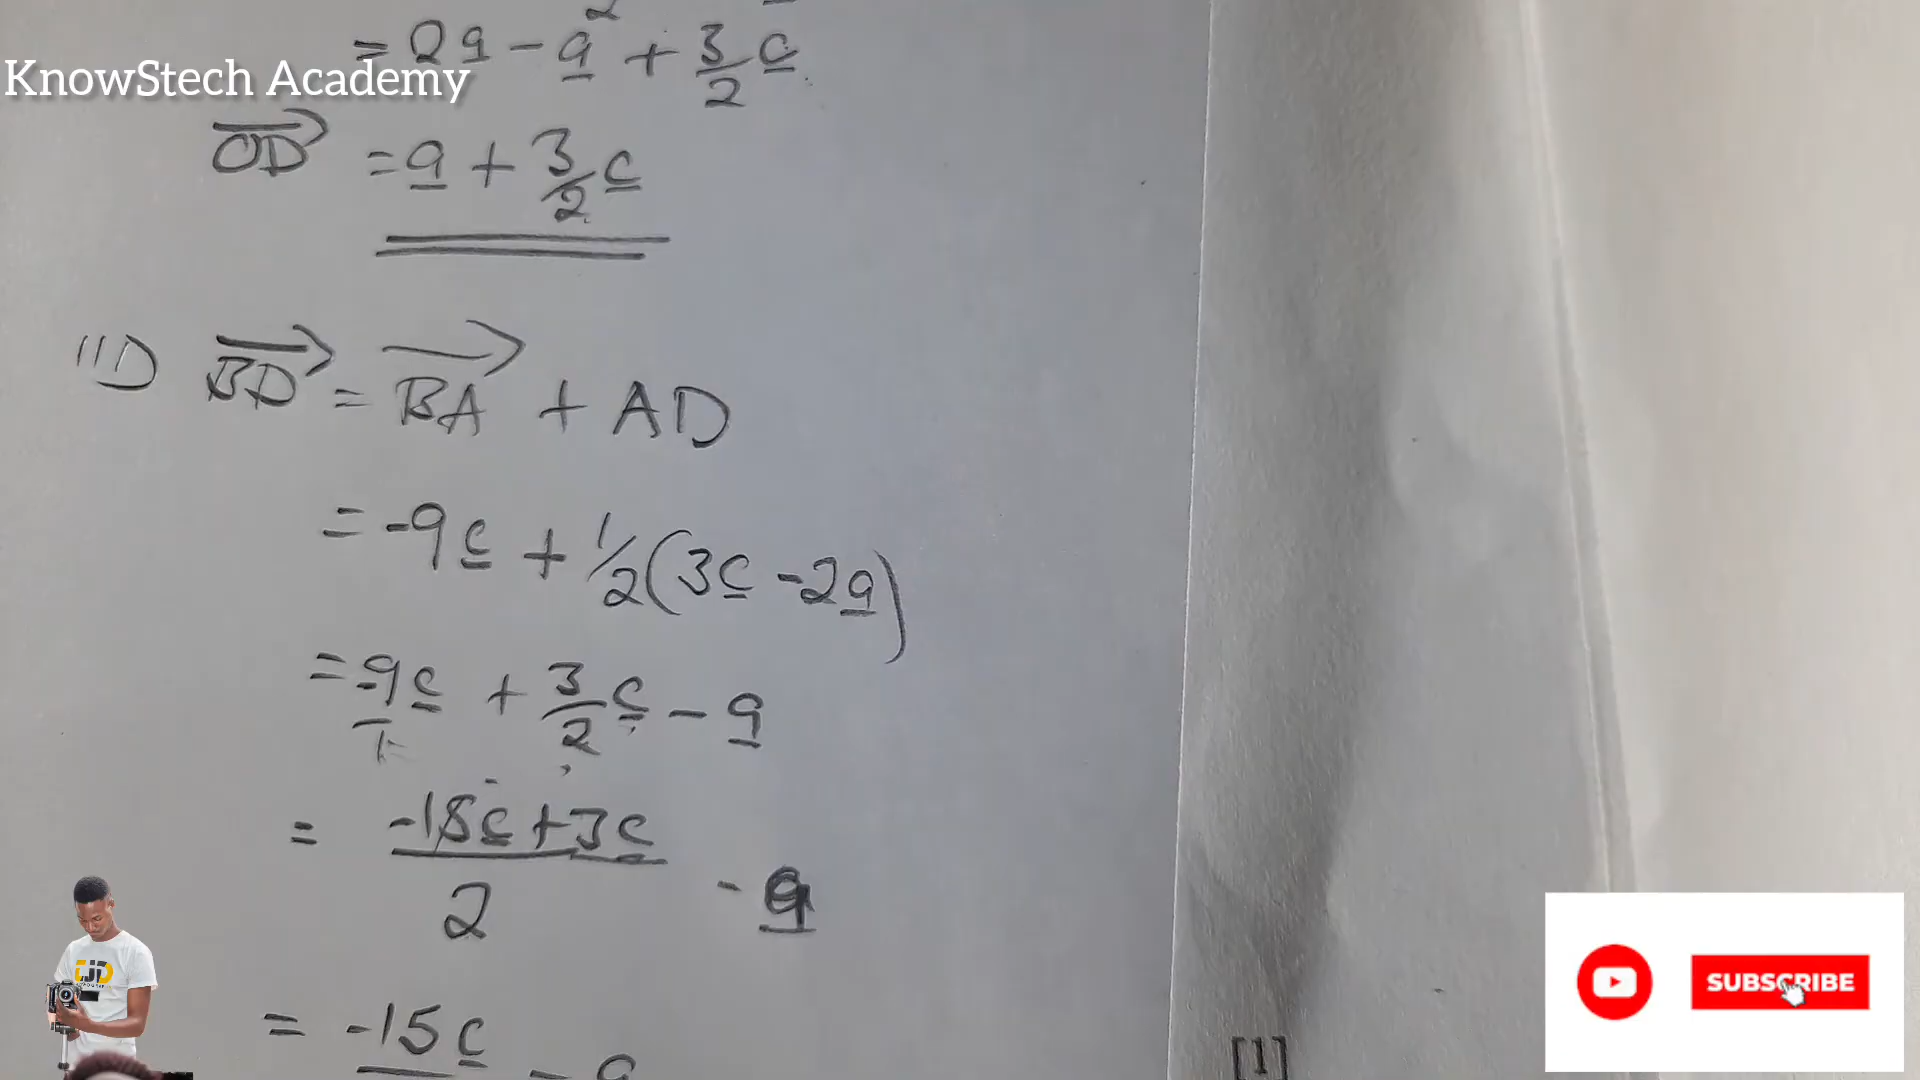 = 2a - a + 3/2 c
KnowStech Academy
OD = a + 3/2 c
11D BD = BA + AD
= -9c + 1/2(3c - 2a)
= -9c/1 + 3/2 c - a
= -18c + 3c / 2 - a
= -15c - a
SUBSCRIBE
[1]